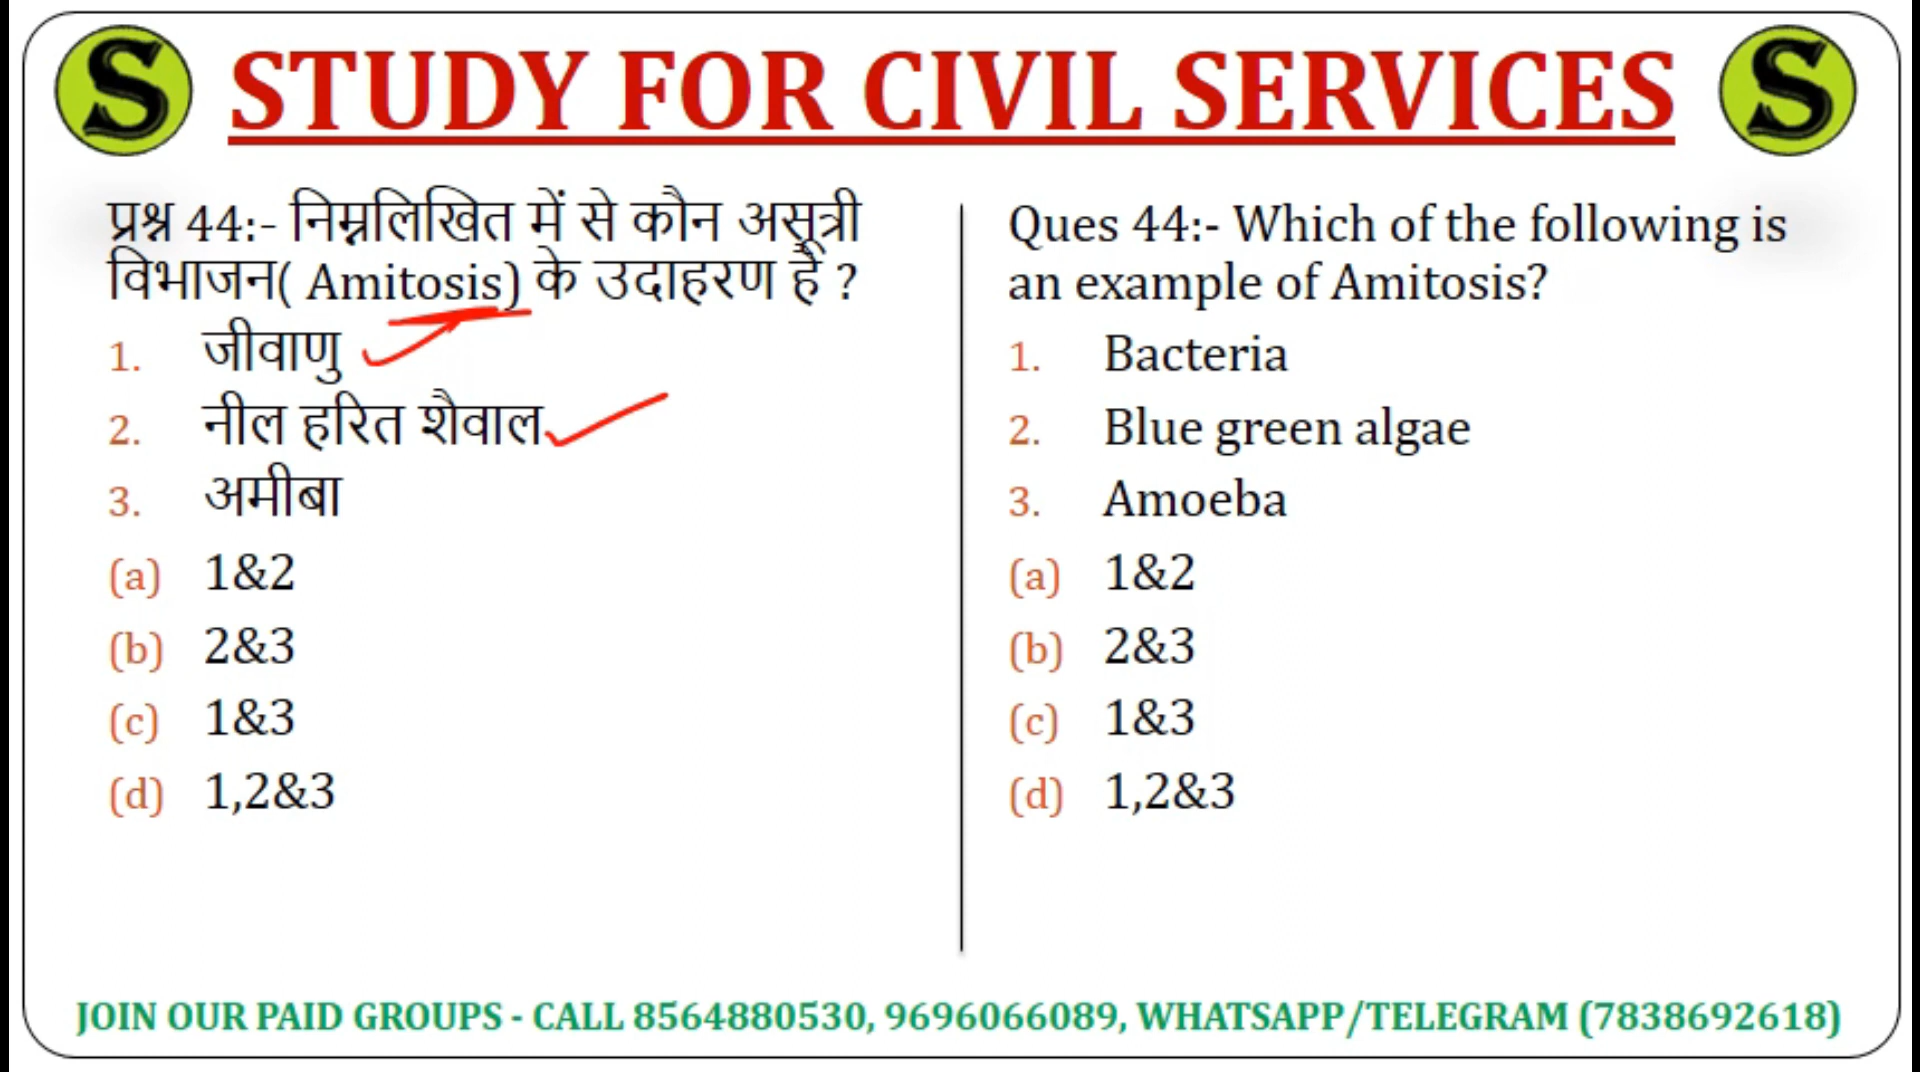 S STUDY FOR CIVIL SERVICES S
प्रश्न 44:- निम्नलिखित में से कौन असूत्री
विभाजन( Amitosis) के उदाहरण है ?
1. जीवाणु
2. नील हरित शैवाल
3. अमीबा
(a) 1&2
(b) 2&3
(c) 1&3
(d) 1,2&3
Ques 44:- Which of the following is
an example of Amitosis?
1. Bacteria
2. Blue green algae
3. Amoeba
(a) 1&2
(b) 2&3
(c) 1&3
(d) 1,2&3
JOIN OUR PAID GROUPS - CALL 8564880530, 9696066089, WHATSAPP/TELEGRAM (7838692618)